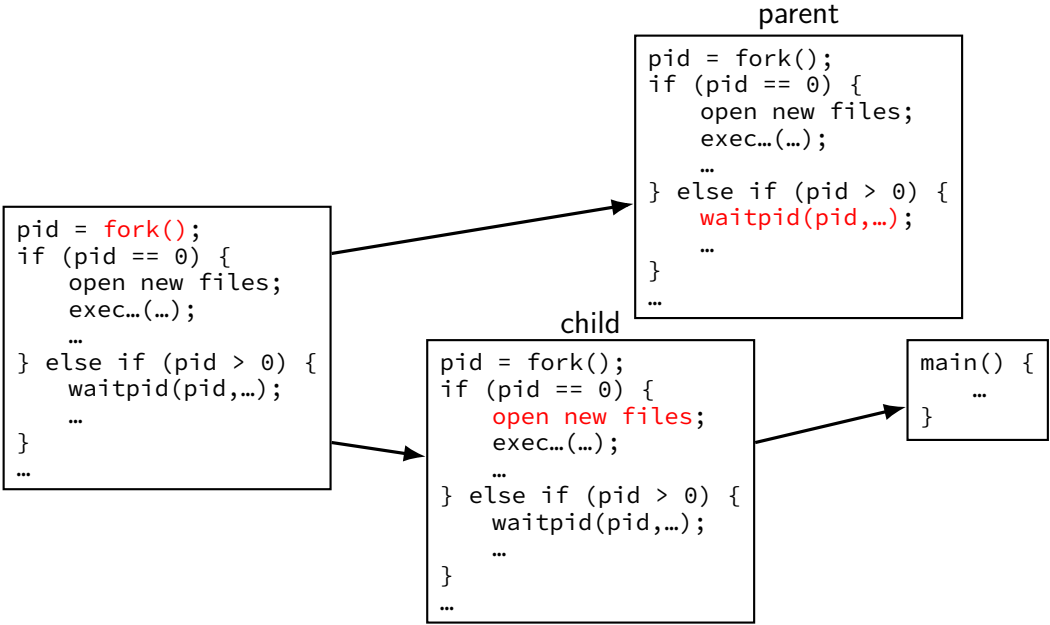 parent
pid = fork();
if (pid == 0) {
open new files;
exec…(…);
…
} else if (pid > 0) {
waitpid(pid,…);
…
}
…
pid = fork();
if (pid == 0) {
open new files;
exec…(…);
…
} else if (pid > 0) {
waitpid(pid,…);
…
}
…
child
pid = fork();
if (pid == 0) {
open new files;
exec…(…);
…
} else if (pid > 0) {
waitpid(pid,…);
…
}
…
main() {
…
}